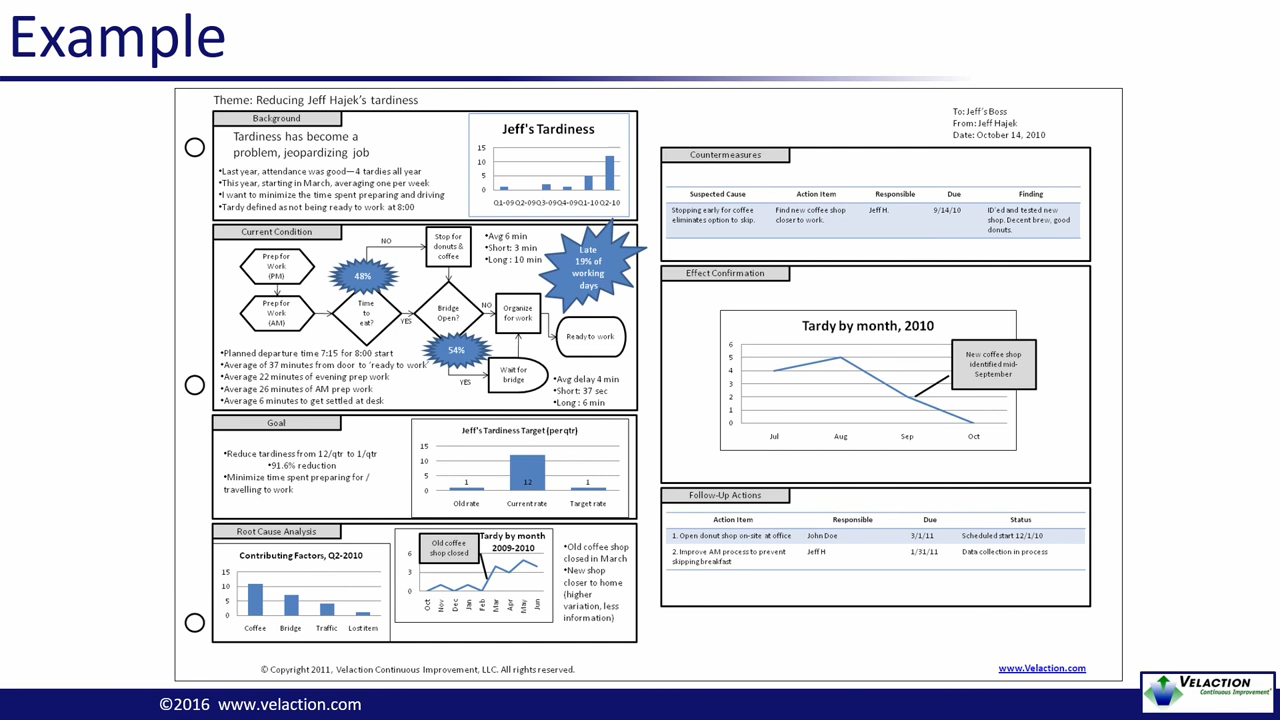 Example
Theme: Reducing Jeff Hajek's tardiness
Background
Tardiness has become a
problem, jeopardizing job
•Last year, attendance was good—4 tardies all year
•This year, starting in March, averaging one per week
•I want to minimize the time spent preparing and driving
•Tardy defined as not being ready to work at 8:00
Jeff's Tardiness
15
10
5
0
Q1-09 Q2-09 Q3-09 Q4-09 Q1-10 Q2-10
Current Condition
Prep for
Work
(PM)
Prep for
Work
(AM)
NO
48%
Time
to
eat?
YES
Stop for
donuts &
coffee
•Avg 6 min
•Short: 3 min
•Long : 10 min
Late
19% of
working
days
Bridge
Open?
NO
Organize
for work
Ready to work
54%
YES
Wait for
bridge
•Avg delay 4 min
•Short: 37 sec
•Long : 6 min
•Planned departure time 7:15 for 8:00 start
•Average of 37 minutes from door to 'ready to work'
•Average 22 minutes of evening prep work
•Average 26 minutes of AM prep work
•Average 6 minutes to get settled at desk
Goal
•Reduce tardiness from 12/qtr to 1/qtr
•91.6% reduction
•Minimize time spent preparing for /
travelling to work
Jeff's Tardiness Target (per qtr)
15
10
5
0
1
12
1
Old rate
Current rate
Target rate
Root Cause Analysis
Contributing Factors, Q2-2010
15
10
5
0
Coffee
Bridge
Traffic
Lost item
Old coffee
shop closed
Tardy by month
2009-2010
6
3
0
Oct
Nov
Dec
Jan
Feb
Mar
Apr
May
Jun
•Old coffee shop
closed in March
•New shop
closer to home
(higher
variation, less
information)
To: Jeff's Boss
From: Jeff Hajek
Date: October 14, 2010
Countermeasures
Suspected Cause Action Item Responsible Due Finding
Stopping early for coffee
eliminates option to skip.
Find new coffee shop
closer to work.
Jeff H.
9/14/10
ID'ed and tested new
shop. Decent brew, good
donuts.
Effect Confirmation
Tardy by month, 2010
6
5
4
3
2
1
0
Jul
Aug
Sep
Oct
New coffee shop
identified mid-
September
Follow-Up Actions
Action Item Responsible Due Status
1. Open donut shop on-site at office John Doe 3/1/11 Scheduled start 12/1/10
2. Improve AM process to prevent
skipping breakfast
Jeff H
1/31/11
Data collection in process
© Copyright 2011, Velaction Continuous Improvement, LLC. All rights reserved.
www.Velaction.com
©2016 www.velaction.com
VELACTION
Continuous Improvement